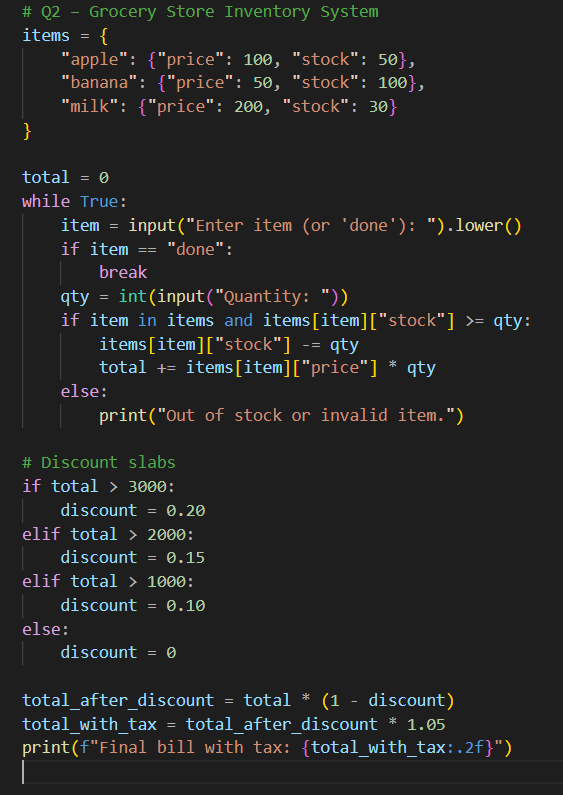 # Q2 – Grocery Store Inventory System
items = {
    "apple": {"price": 100, "stock": 50},
    "banana": {"price": 50, "stock": 100},
    "milk": {"price": 200, "stock": 30}
}

total = 0
while True:
    item = input("Enter item (or 'done'): ").lower()
    if item == "done":
        break
    qty = int(input("Quantity: "))
    if item in items and items[item]["stock"] >= qty:
        items[item]["stock"] -= qty
        total += items[item]["price"] * qty
    else:
        print("Out of stock or invalid item.")

# Discount slabs
if total > 3000:
    discount = 0.20
elif total > 2000:
    discount = 0.15
elif total > 1000:
    discount = 0.10
else:
    discount = 0

total_after_discount = total * (1 - discount)
total_with_tax = total_after_discount * 1.05
print(f"Final bill with tax: {total_with_tax:.2f}")